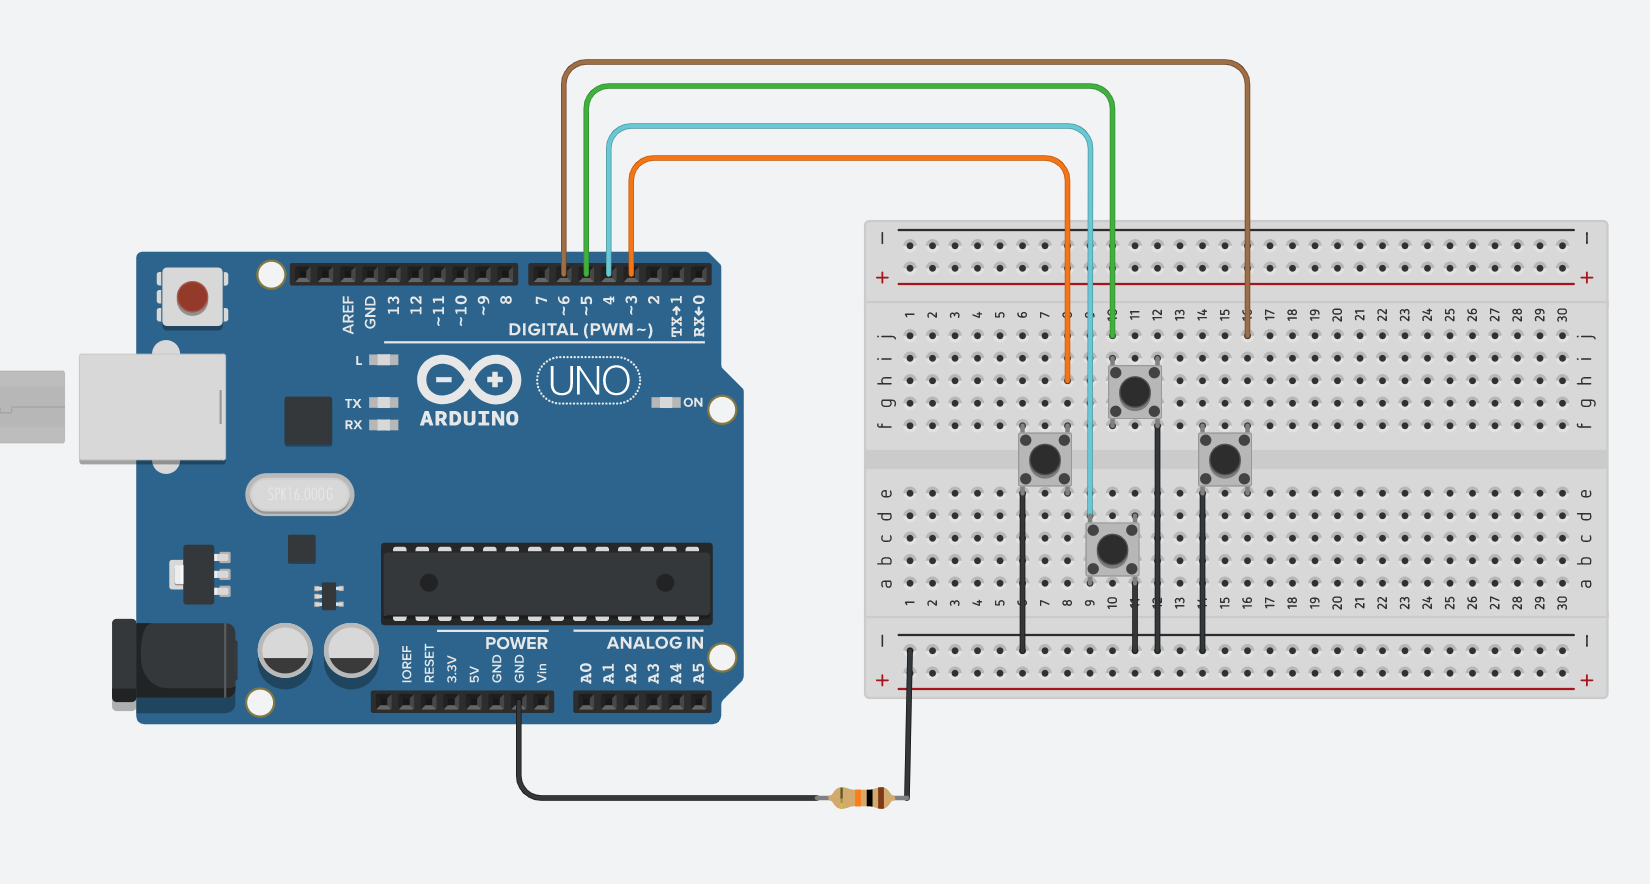 AREF GND 13 12 ~11 ~10 ~9 8 7 ~6 ~5 4 ~3 2 TX→1 RX←0
DIGITAL (PWM~)
L
TX
RX
ARDUINO
UNO
ON
SPK16.000G
POWER
ANALOG IN
IOREF RESET 3.3V 5V GND GND Vin A0 A1 A2 A3 A4 A5
− −
+ +
1 2 3 4 5 6 7 8 9 10 11 12 13 14 15 16 17 18 19 20 21 22 23 24 25 26 27 28 29 30
j j
i i
h h
g g
f f
e e
d d
c c
b b
a a
1 2 3 4 5 6 7 8 9 10 11 12 13 14 15 16 17 18 19 20 21 22 23 24 25 26 27 28 29 30
− −
+ +